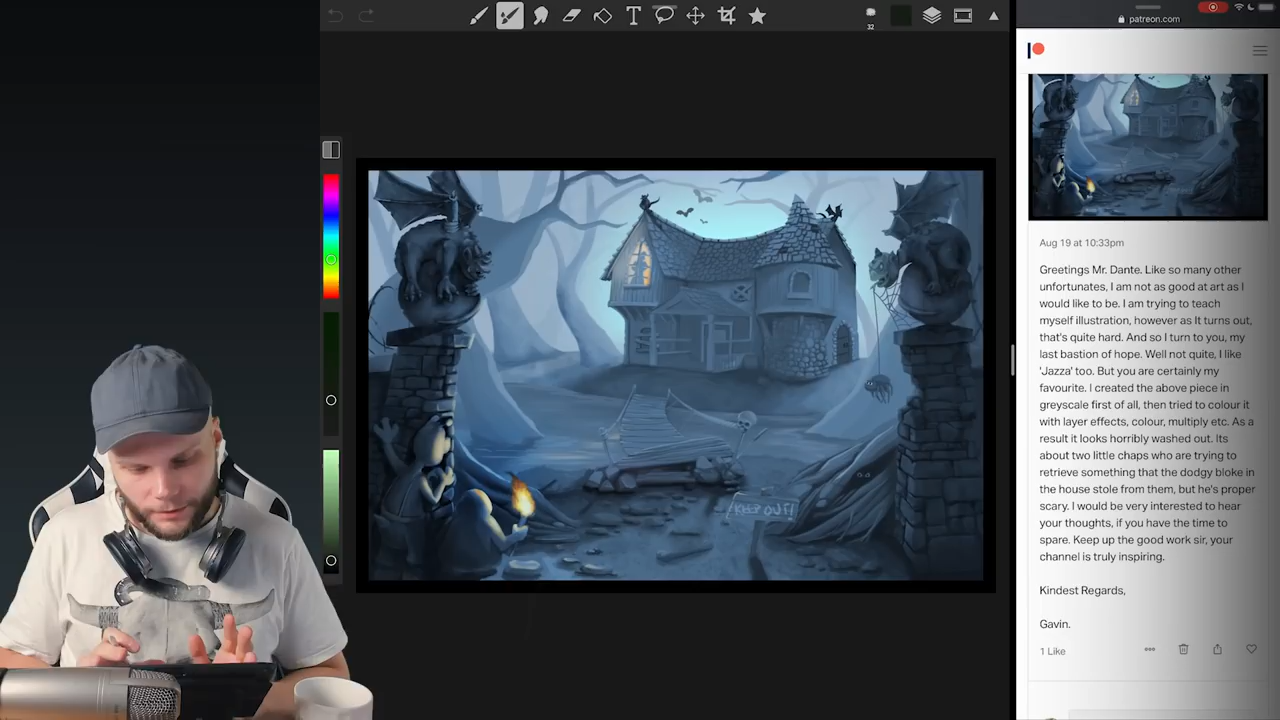 32
patreon.com
Aug 19 at 10:33pm
Greetings Mr. Dante. Like so many other
unfortunates, I am not as good at art as I
would like to be. I am trying to teach
myself illustration, however as It turns out,
that's quite hard. And so I turn to you, my
last bastion of hope. Well not quite, I like
'Jazza' too. But you are certainly my
favourite. I created the above piece in
greyscale first of all, then tried to colour it
with layer effects, colour, multiply etc. As a
result it looks horribly washed out. Its
about two little chaps who are trying to
retrieve something that the dodgy bloke in
the house stole from them, but he's proper
scary. I would be very interested to hear
your thoughts, if you have the time to
spare. Keep up the good work sir, your
channel is truly inspiring.
Kindest Regards,
Gavin.
1 Like
KEEP OUT!